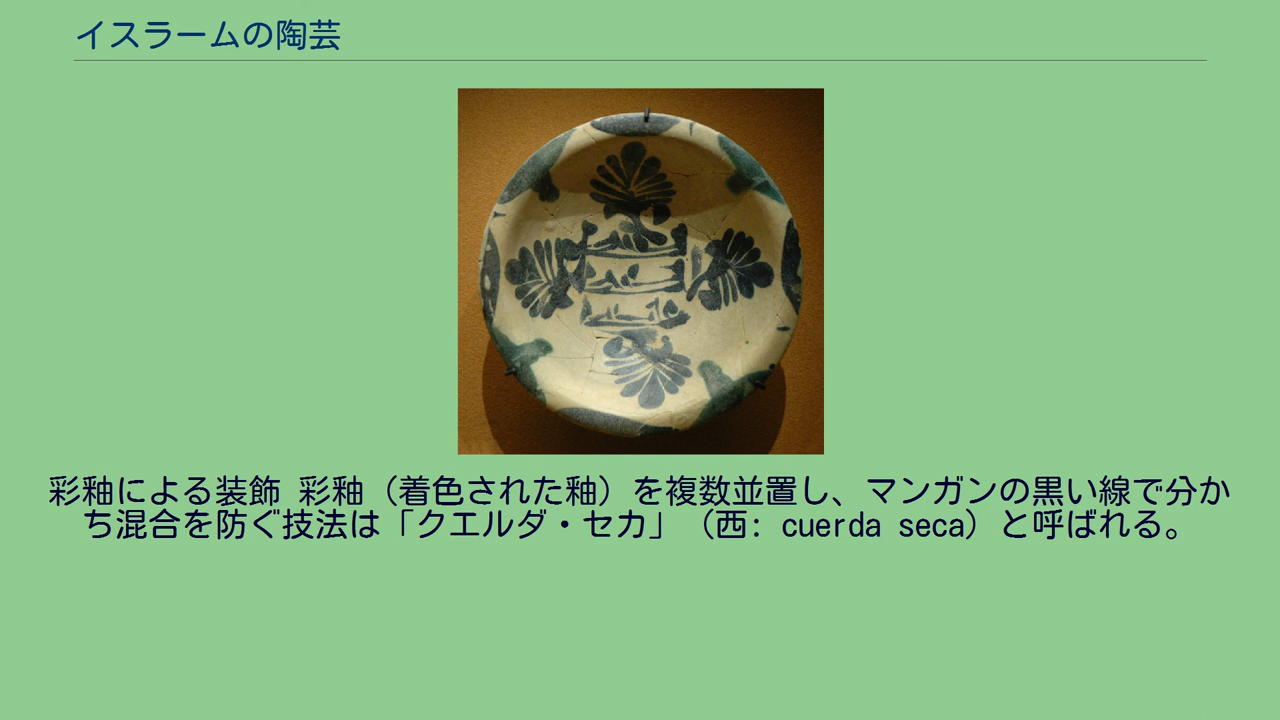 イスラームの陶芸
彩釉による装飾 彩釉（着色された釉）を複数並置し、マンガンの黒い線で分か
ち混合を防ぐ技法は「クエルダ・セカ」（西: cuerda seca）と呼ばれる。